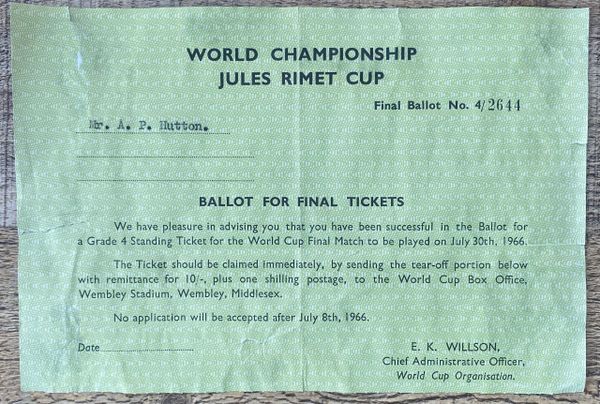 WORLD CHAMPIONSHIP
JULES RIMET CUP
Final Ballot No. 4/2644
Mr. A. P. Hutton.
BALLOT FOR FINAL TICKETS
We have pleasure in advising you that you have been successful in the Ballot for
a Grade 4 Standing Ticket for the World Cup Final Match to be played on July 30th, 1966.
The Ticket should be claimed immediately, by sending the tear-off portion below
with remittance for 10/-, plus one shilling postage, to the World Cup Box Office,
Wembley Stadium, Wembley, Middlesex.
No application will be accepted after July 8th, 1966.
Date
E. K. WILLSON,
Chief Administrative Officer,
World Cup Organisation.